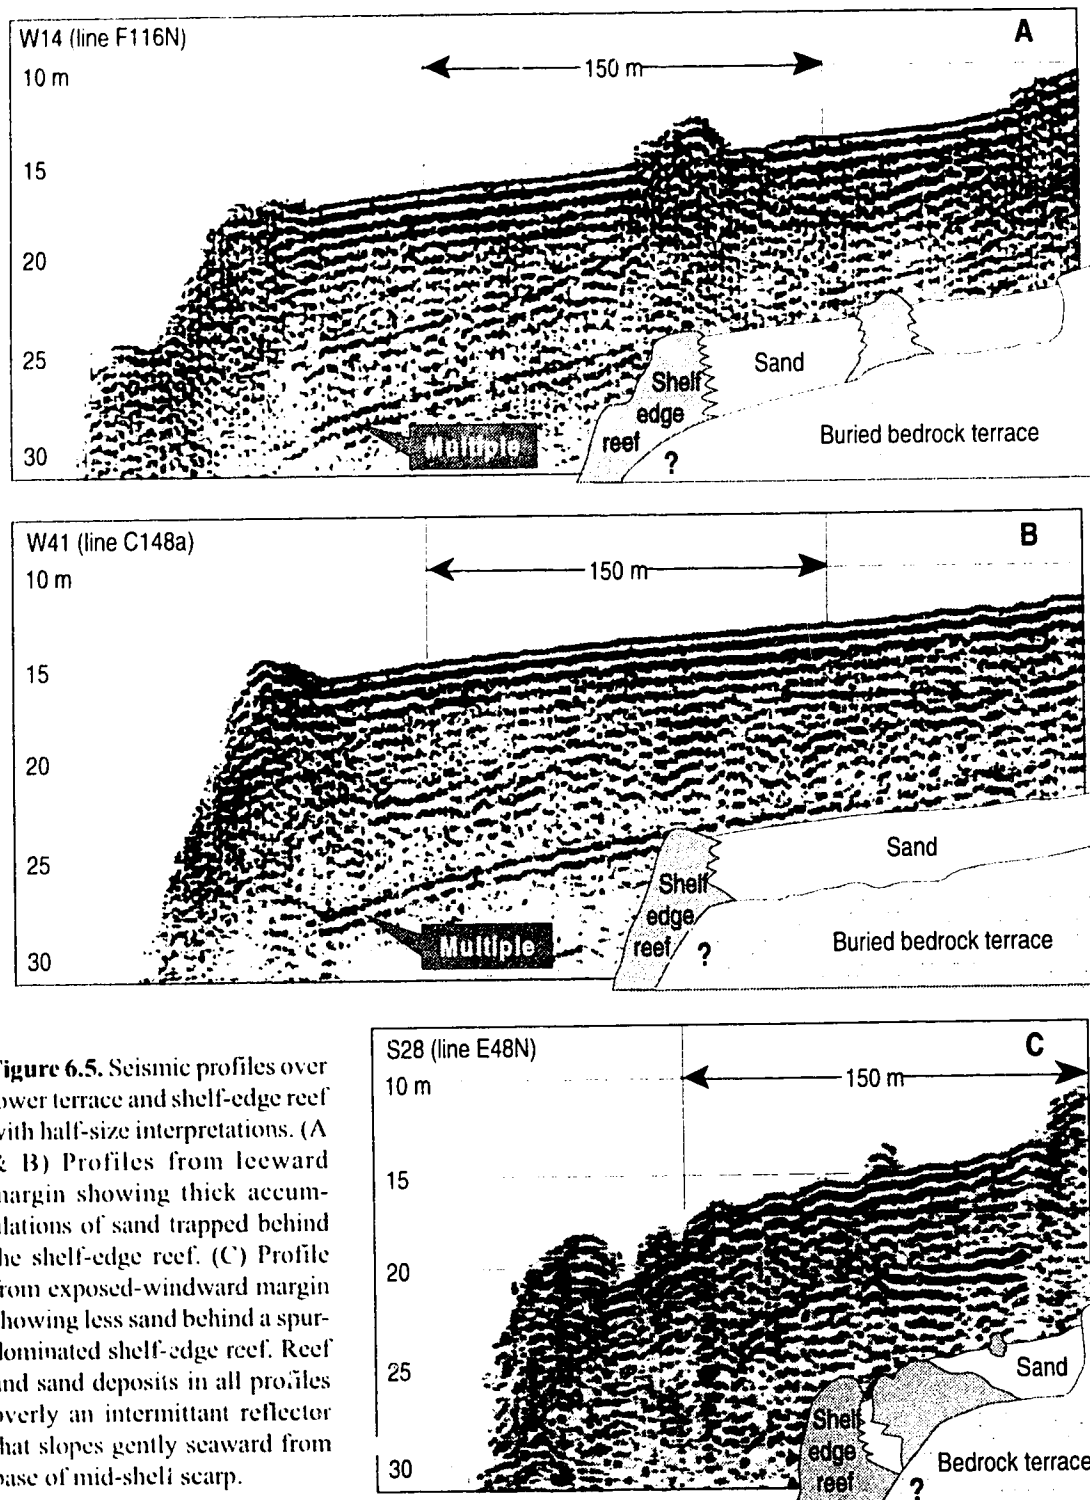 W14 (line F116N)
A
10 m
150 m
15
20
25
30
Multiple
Shelf
edge
reef
Sand
?
Buried bedrock terrace
W41 (line C148a)
B
10 m
150 m
15
20
25
30
Multiple
Shelf
edge
reef
Sand
?
Buried bedrock terrace
S28 (line E48N)
C
10 m
150 m
15
20
25
30
Shelf
edge
reef
Sand
?
Bedrock terrace
igure 6.5. Seismic profiles over
ower terrace and shelf-edge reef
vith half-size interpretations. (A
& B) Profiles from leeward
nargin showing thick accum-
ulations of sand trapped behind
he shelf-edge reef. (C) Profile
rom exposed-windward margin
howing less sand behind a spur-
lominated shelf-edge reef. Reef
ind sand deposits in all profiles
overly an intermittant reflector
hat slopes gently seaward from
base of mid-shelf scarp.